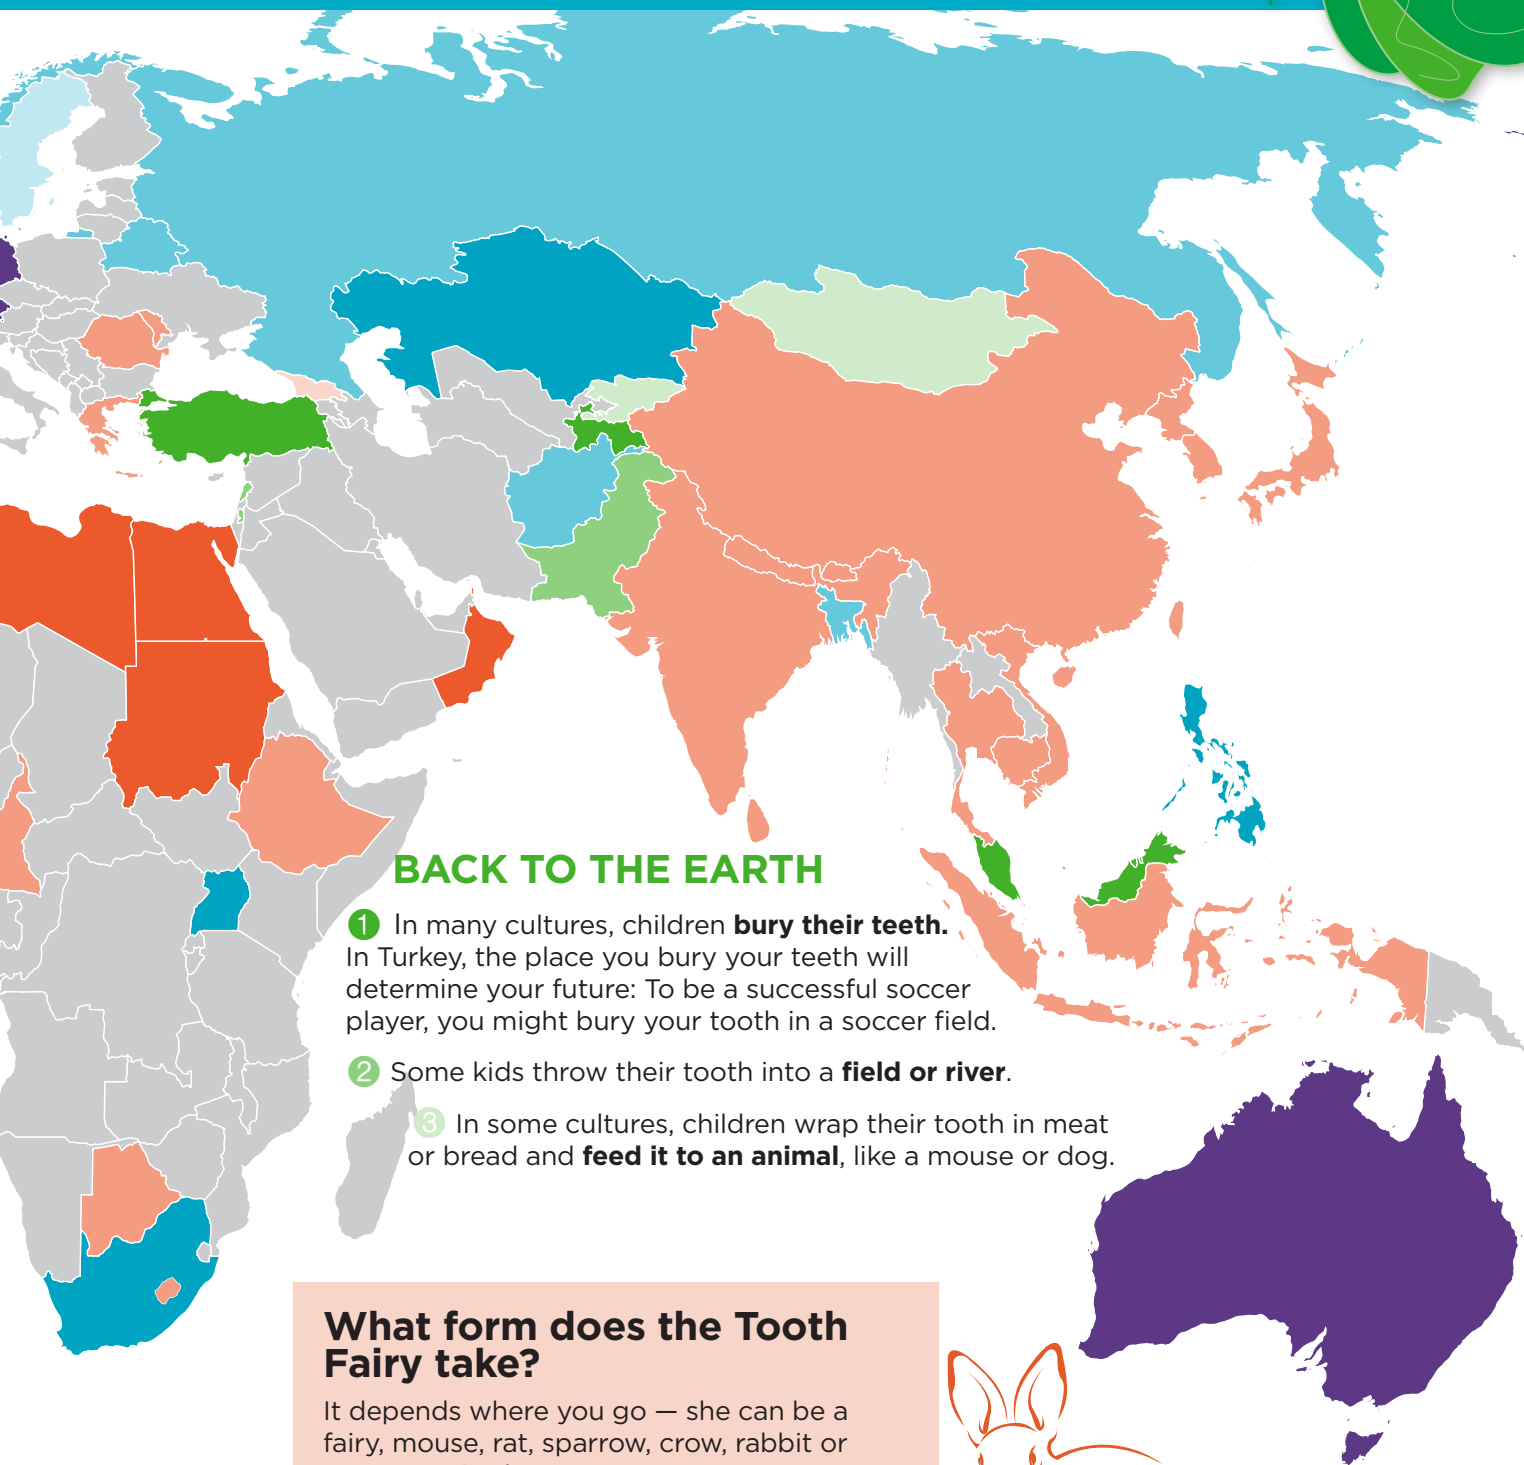 BACK TO THE EARTH
1 In many cultures, children bury their teeth.
In Turkey, the place you bury your teeth will
determine your future: To be a successful soccer
player, you might bury your tooth in a soccer field.
2 Some kids throw their tooth into a field or river.
3 In some cultures, children wrap their tooth in meat
or bread and feed it to an animal, like a mouse or dog.
What form does the Tooth
Fairy take?
It depends where you go — she can be a
fairy, mouse, rat, sparrow, crow, rabbit or